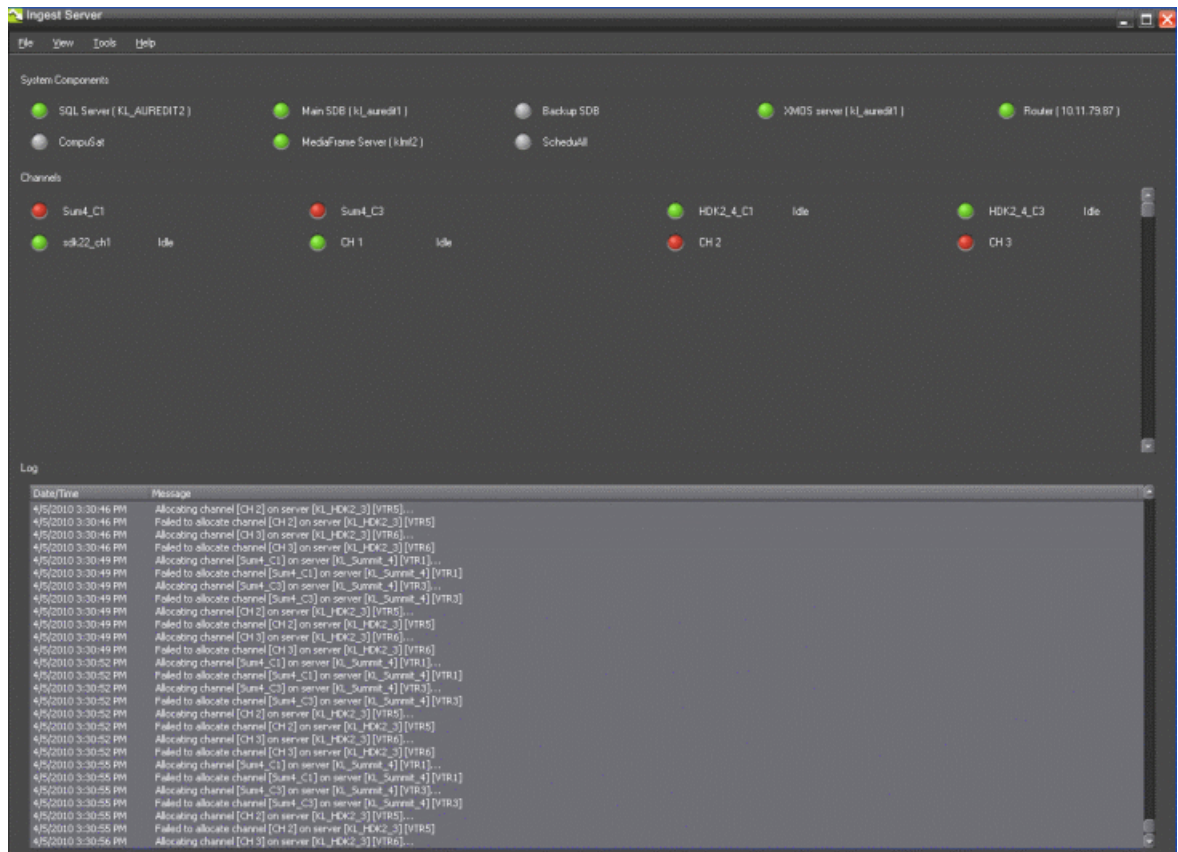 Ingest Server
File View Tools Help
System Components
SQL Server ( KL_AUREDIT2 ) Main SDB ( kl_auredit1 ) Backup SDB XMOS server ( kl_auredit1 ) Router ( 10.11.79.87 )
CompuSat MediaFrame Server ( klmf2 ) ScheduAll
Channels
Sum4_C1 Sum4_C3 HDK2_4_C1 Idle HDK2_4_C3 Idle
sdk22_ch1 Idle CH 1 Idle CH 2 CH 3
Log
Date/Time Message
4/5/2010 3:30:46 PM Allocating channel [CH 2] on server [KL_HDK2_3] [VTR5]...
4/5/2010 3:30:46 PM Failed to allocate channel [CH 2] on server [KL_HDK2_3] [VTR5]
4/5/2010 3:30:46 PM Allocating channel [CH 3] on server [KL_HDK2_3] [VTR6]...
4/5/2010 3:30:46 PM Failed to allocate channel [CH 3] on server [KL_HDK2_3] [VTR6]
4/5/2010 3:30:49 PM Allocating channel [Sum4_C1] on server [KL_Summit_4] [VTR1]...
4/5/2010 3:30:49 PM Failed to allocate channel [Sum4_C1] on server [KL_Summit_4] [VTR1]
4/5/2010 3:30:49 PM Allocating channel [Sum4_C3] on server [KL_Summit_4] [VTR3]...
4/5/2010 3:30:49 PM Failed to allocate channel [Sum4_C3] on server [KL_Summit_4] [VTR3]
4/5/2010 3:30:49 PM Allocating channel [CH 2] on server [KL_HDK2_3] [VTR5]...
4/5/2010 3:30:49 PM Failed to allocate channel [CH 2] on server [KL_HDK2_3] [VTR5]
4/5/2010 3:30:49 PM Allocating channel [CH 3] on server [KL_HDK2_3] [VTR6]...
4/5/2010 3:30:49 PM Failed to allocate channel [CH 3] on server [KL_HDK2_3] [VTR6]
4/5/2010 3:30:52 PM Allocating channel [Sum4_C1] on server [KL_Summit_4] [VTR1]...
4/5/2010 3:30:52 PM Failed to allocate channel [Sum4_C1] on server [KL_Summit_4] [VTR1]
4/5/2010 3:30:52 PM Allocating channel [Sum4_C3] on server [KL_Summit_4] [VTR3]...
4/5/2010 3:30:52 PM Failed to allocate channel [Sum4_C3] on server [KL_Summit_4] [VTR3]
4/5/2010 3:30:52 PM Allocating channel [CH 2] on server [KL_HDK2_3] [VTR5]...
4/5/2010 3:30:52 PM Failed to allocate channel [CH 2] on server [KL_HDK2_3] [VTR5]
4/5/2010 3:30:52 PM Allocating channel [CH 3] on server [KL_HDK2_3] [VTR6]...
4/5/2010 3:30:52 PM Failed to allocate channel [CH 3] on server [KL_HDK2_3] [VTR6]
4/5/2010 3:30:55 PM Allocating channel [Sum4_C1] on server [KL_Summit_4] [VTR1]...
4/5/2010 3:30:55 PM Failed to allocate channel [Sum4_C1] on server [KL_Summit_4] [VTR1]
4/5/2010 3:30:55 PM Allocating channel [Sum4_C3] on server [KL_Summit_4] [VTR3]...
4/5/2010 3:30:55 PM Failed to allocate channel [Sum4_C3] on server [KL_Summit_4] [VTR3]
4/5/2010 3:30:55 PM Allocating channel [CH 2] on server [KL_HDK2_3] [VTR5]...
4/5/2010 3:30:55 PM Failed to allocate channel [CH 2] on server [KL_HDK2_3] [VTR5]
4/5/2010 3:30:56 PM Allocating channel [CH 3] on server [KL_HDK2_3] [VTR6]...